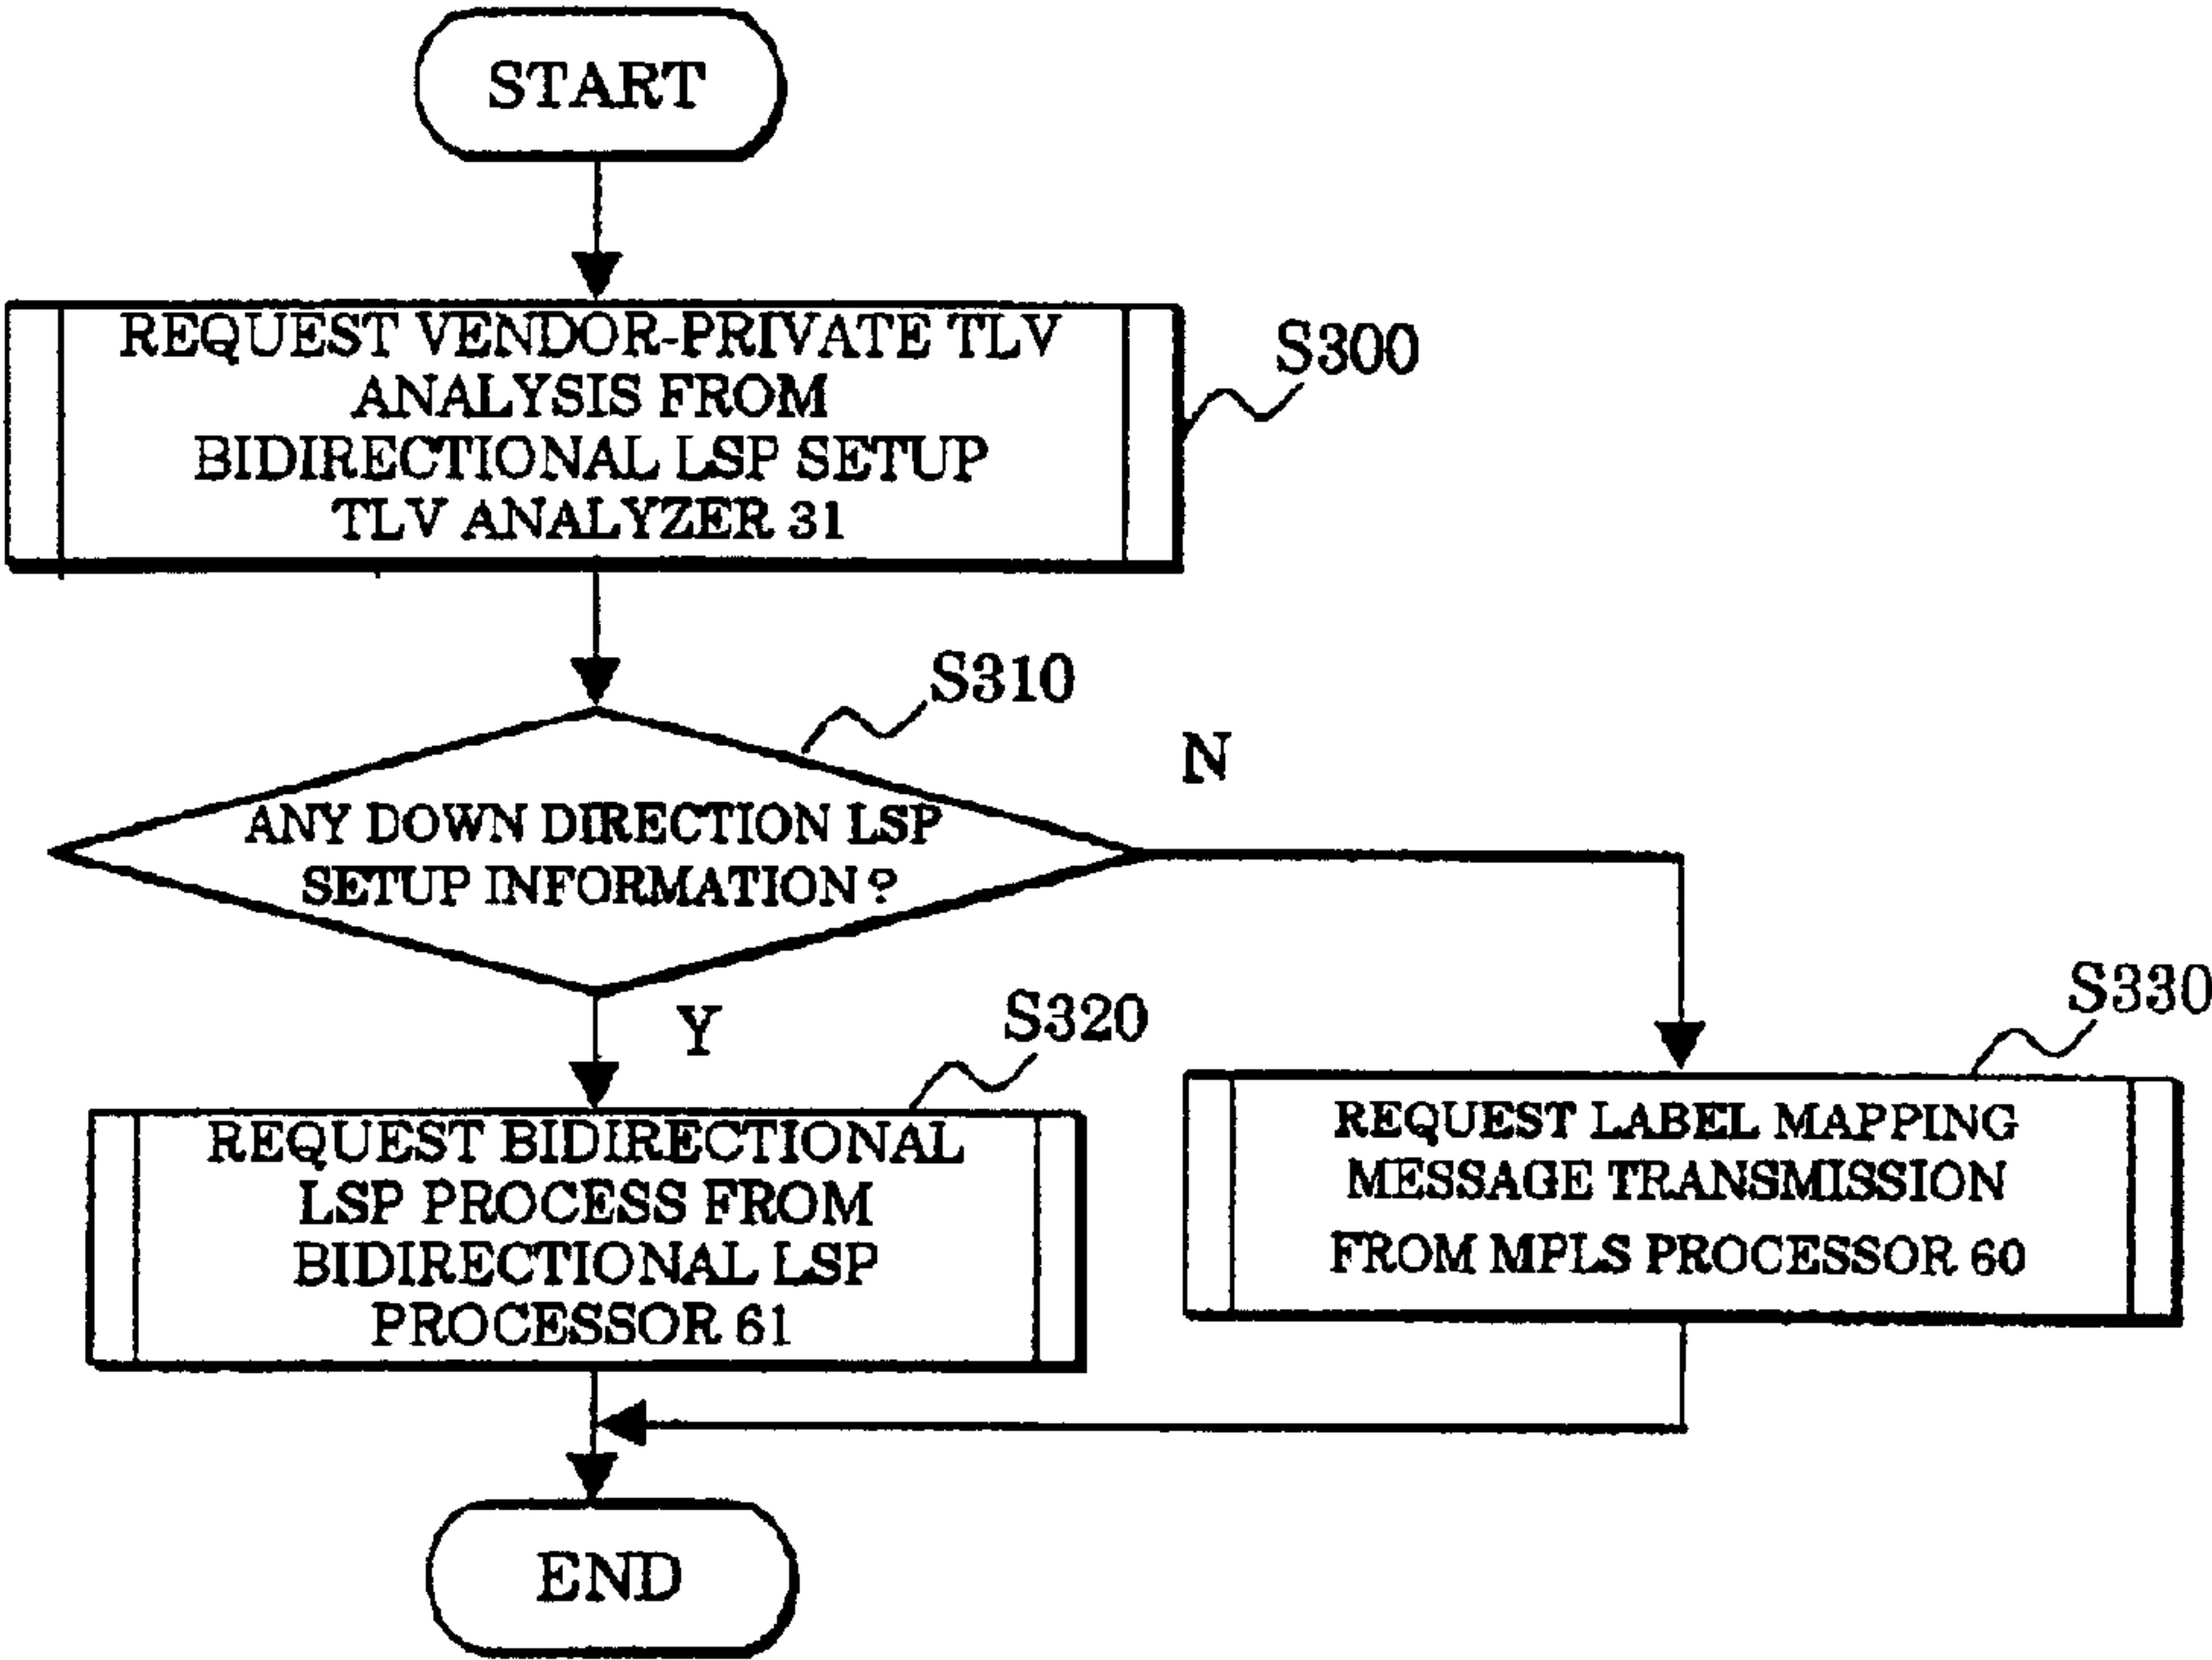 START
REQUEST VENDOR-PRIVATE TLV
ANALYSIS FROM
BIDIRECTIONAL LSP SETUP
TLV ANALYZER 31
S300
S310
ANY DOWN DIRECTION LSP
SETUP INFORMATION?
N
Y
S320
REQUEST BIDIRECTIONAL
LSP PROCESS FROM
BIDIRECTIONAL LSP
PROCESSOR 61
S330
REQUEST LABEL MAPPING
MESSAGE TRANSMISSION
FROM MPLS PROCESSOR 60
END